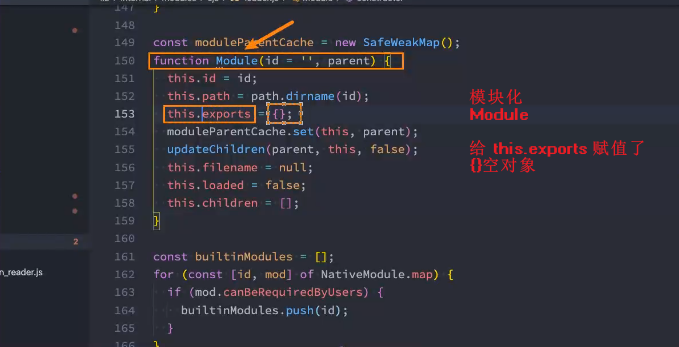 147 }
148
149 const moduleParentCache = new SafeWeakMap();
150 function Module(id = '', parent) {
151 this.id = id;
152 this.path = path.dirname(id);
153 this.exports = {};
154 moduleParentCache.set(this, parent);
155 updateChildren(parent, this, false);
156 this.filename = null;
157 this.loaded = false;
158 this.children = [];
159 }
160
161 const builtinModules = [];
162 for (const [id, mod] of NativeModule.map) {
163 if (mod.canBeRequiredByUsers) {
164 builtinModules.push(id);
165 }
166 }
模块化
Module
给 this.exports 赋值了
{}空对象
2
n_reader.js